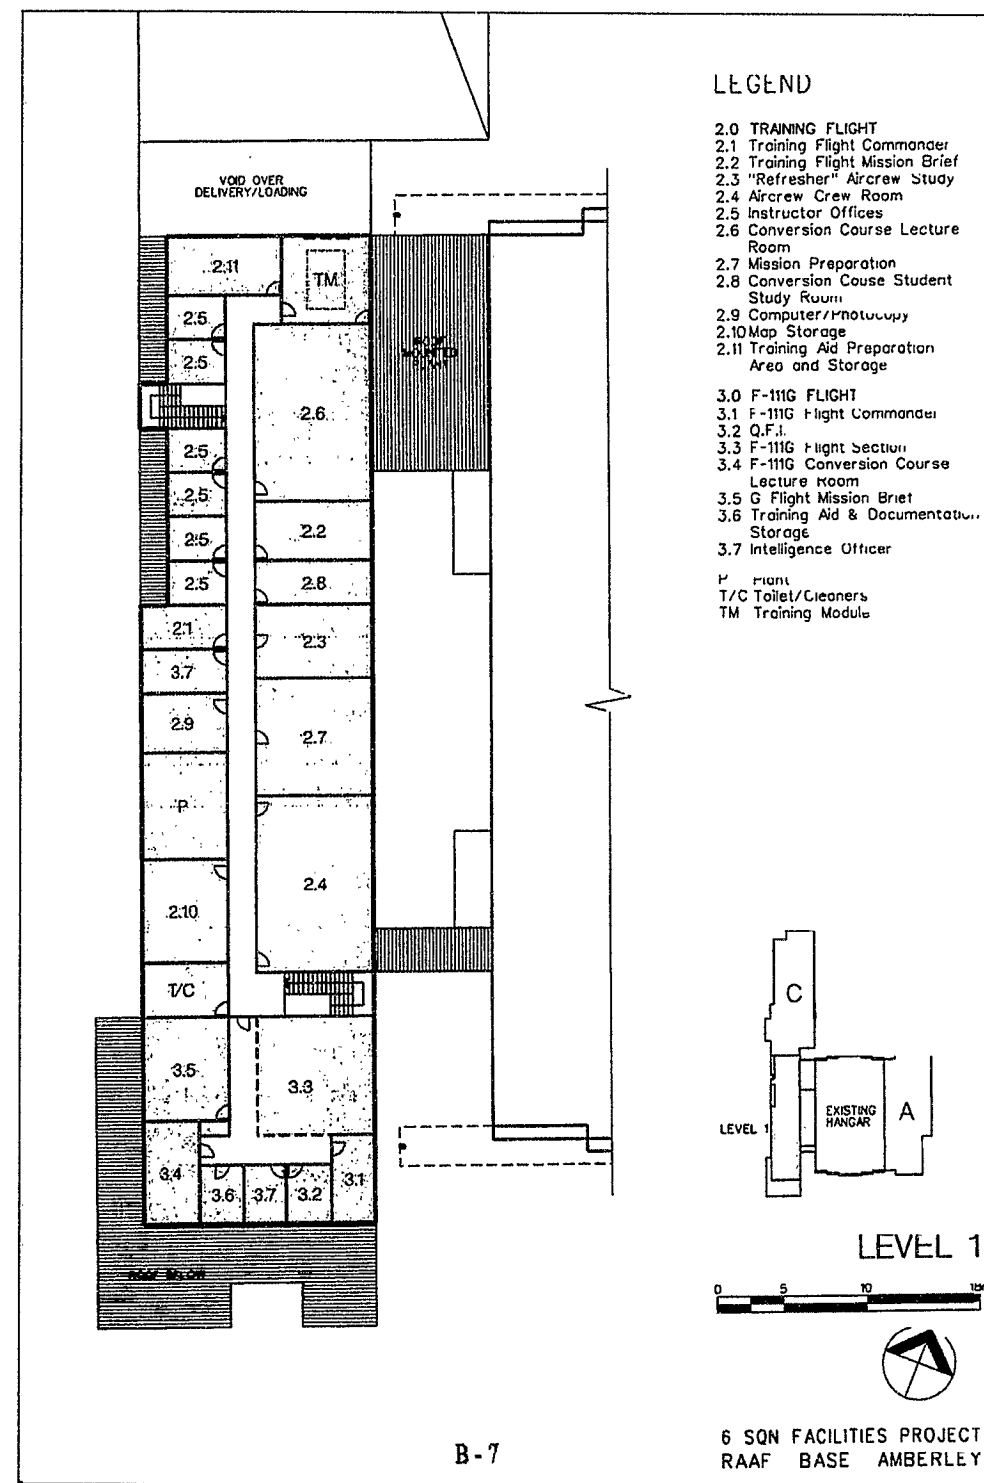 LEGEND
2.0 TRAINING FLIGHT
2.1 Training Flight Commander
2.2 Training Flight Mission Brief
2.3 "Refresher" Aircrew Study
2.4 Aircrew Crew Room
2.5 Instructor Offices
2.6 Conversion Course Lecture
Room
2.7 Mission Preparation
2.8 Conversion Couse Student
Study Room
2.9 Computer/Photocopy
2.10 Map Storage
2.11 Training Aid Preparation
Area and Storage
3.0 F-111G FLIGHT
3.1 F-111G Flight Commander
3.2 Q.F.I.
3.3 F-111G Flight Section
3.4 F-111G Conversion Course
Lecture Room
3.5 G Flight Mission Brief
3.6 Training Aid & Documentation
Storage
3.7 Intelligence Officer
P Plant
T/C Toilet/Cleaners
TM Training Module
VOID OVER
DELIVERY/LOADING
2.11
TM
2.5
2.5
ROOF
MOUNTED
PLANT
2.6
2.5
2.5
2.5
2.5
2.2
2.8
2.1
2.3
3.7
2.9
2.7
P
2.4
2.10
T/C
3.5
3.3
3.4
3.6
3.7
3.2
3.1
ROOF BELOW
C
LEVEL 1
EXISTING
HANGAR
A
LEVEL 1
0 5 10
6 SQN FACILITIES PROJECT
RAAF BASE AMBERLEY
B-7